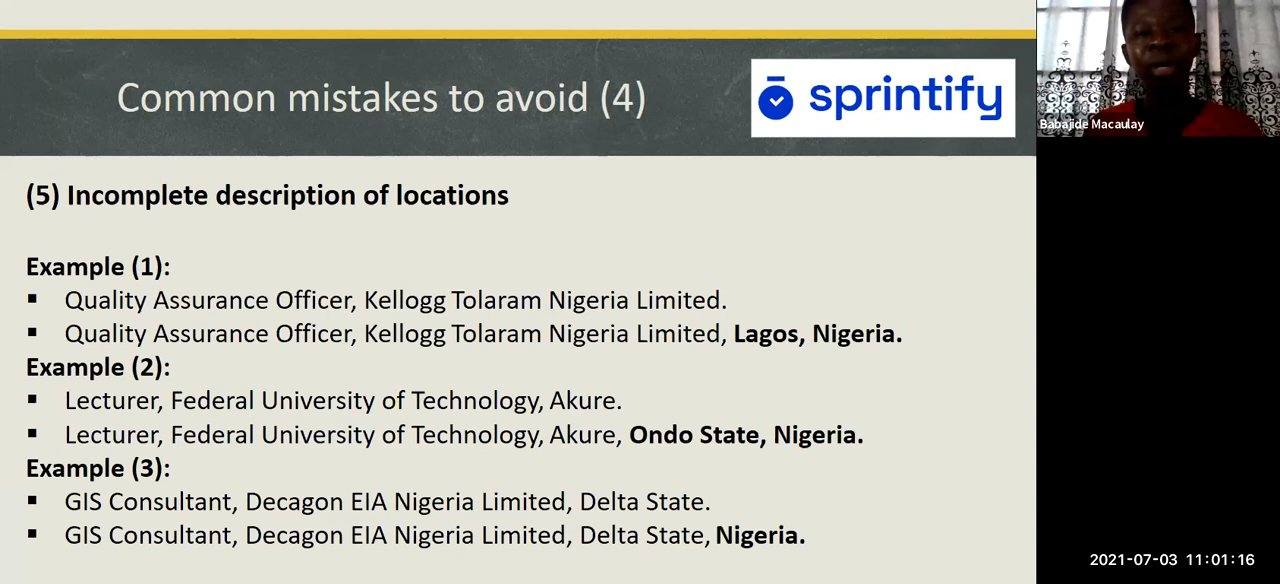 Common mistakes to avoid (4)
sprintify
Babajide Macaulay
(5) Incomplete description of locations
Example (1):
▪ Quality Assurance Officer, Kellogg Tolaram Nigeria Limited.
▪ Quality Assurance Officer, Kellogg Tolaram Nigeria Limited, Lagos, Nigeria.
Example (2):
▪ Lecturer, Federal University of Technology, Akure.
▪ Lecturer, Federal University of Technology, Akure, Ondo State, Nigeria.
Example (3):
▪ GIS Consultant, Decagon EIA Nigeria Limited, Delta State.
▪ GIS Consultant, Decagon EIA Nigeria Limited, Delta State, Nigeria.
2021-07-03 11:01:16